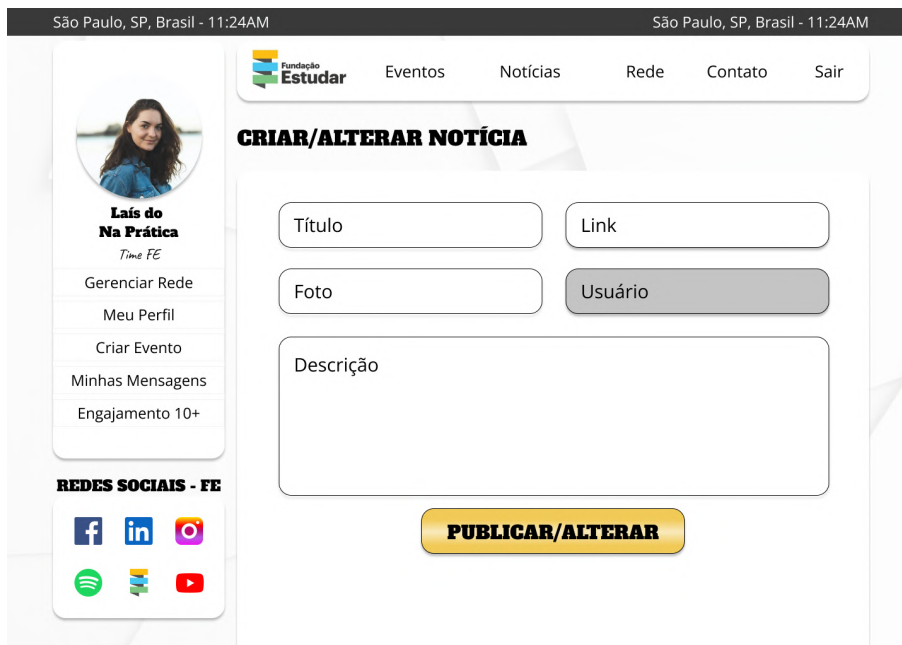 São Paulo, SP, Brasil - 11:24AM
São Paulo, SP, Brasil - 11:24AM
Fundação
Estudar
Eventos
Notícias
Rede
Contato
Sair
Laís do
Na Prática
Time FE
Gerenciar Rede
Meu Perfil
Criar Evento
Minhas Mensagens
Engajamento 10+
REDES SOCIAIS - FE
f
in
CRIAR/ALTERAR NOTÍCIA
Título
Link
Foto
Usuário
Descrição
PUBLICAR/ALTERAR